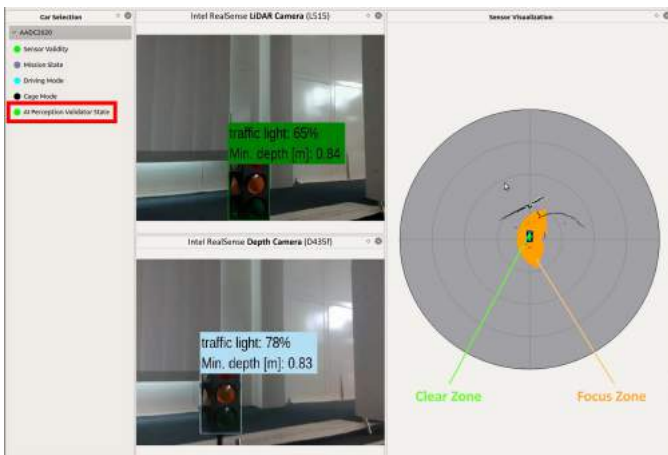 Car Selection
AADC2020
Sensor Validity
Mission State
Driving Mode
Cage Mode
AI Perception Validator State
Intel RealSense LiDAR Camera (L515)
traffic light: 65%
Min. depth [m]: 0.84
Intel RealSense Depth Camera (D435f)
traffic light: 78%
Min. depth [m]: 0.83
Sensor Visualization
Clear Zone
Focus Zone